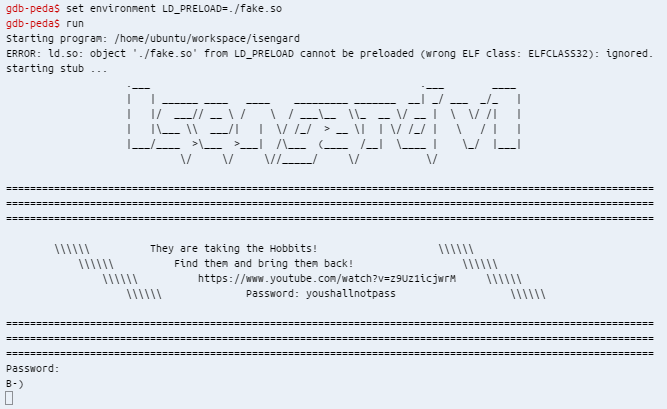 gdb-peda$ set environment LD_PRELOAD=./fake.so
gdb-peda$ run
Starting program: /home/ubuntu/workspace/isengard
ERROR: ld.so: object './fake.so' from LD_PRELOAD cannot be preloaded (wrong ELF class: ELFCLASS32): ignored.
starting stub ...
They are taking the Hobbits!
Find them and bring them back!
https://www.youtube.com/watch?v=z9Uz1icjwrM
Password: youshallnotpass
Password:
B-)